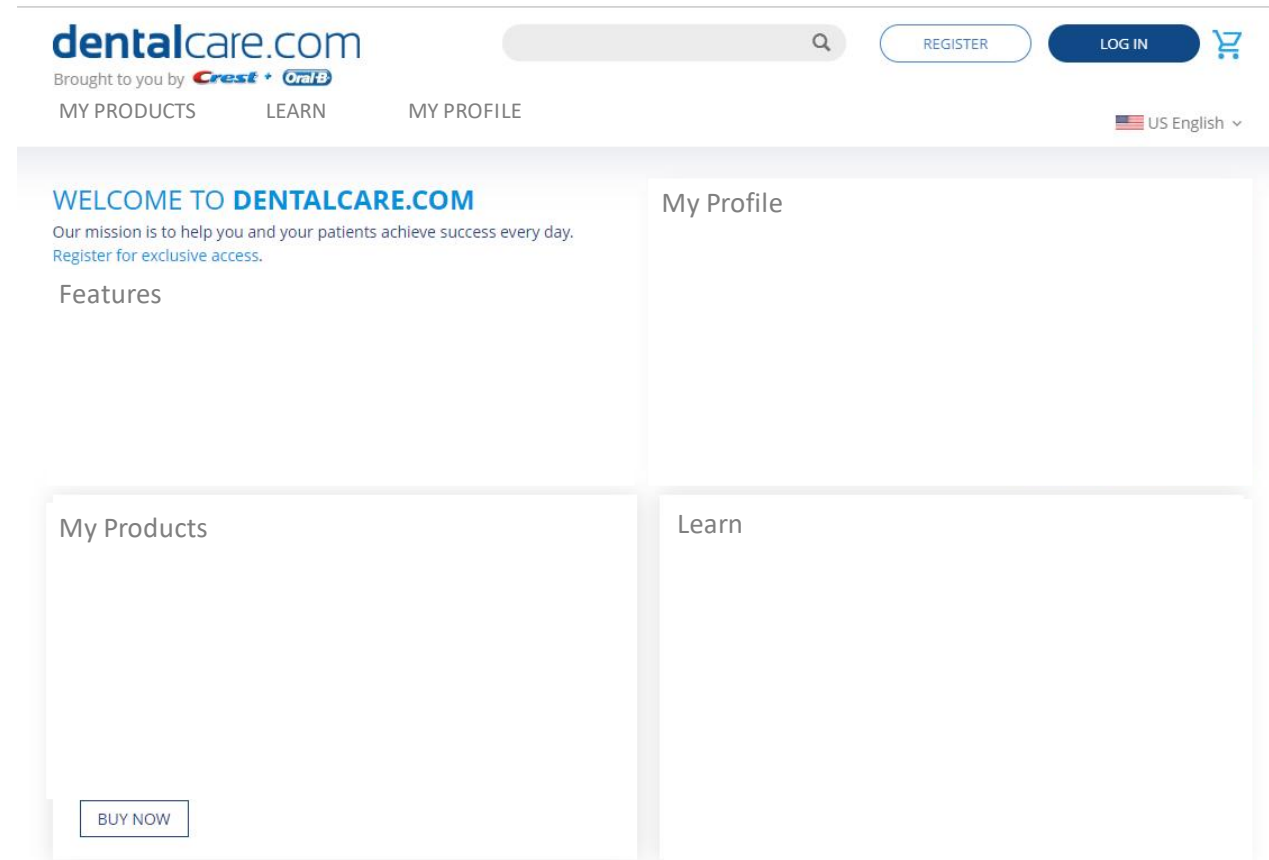 dentalcare.com
REGISTER
LOG IN
Brought to you by Crest + Oral-B
MY PRODUCTS LEARN MY PROFILE
US English
WELCOME TO DENTALCARE.COM
Our mission is to help you and your patients achieve success every day.
Register for exclusive access.
Features
My Profile
My Products
BUY NOW
Learn